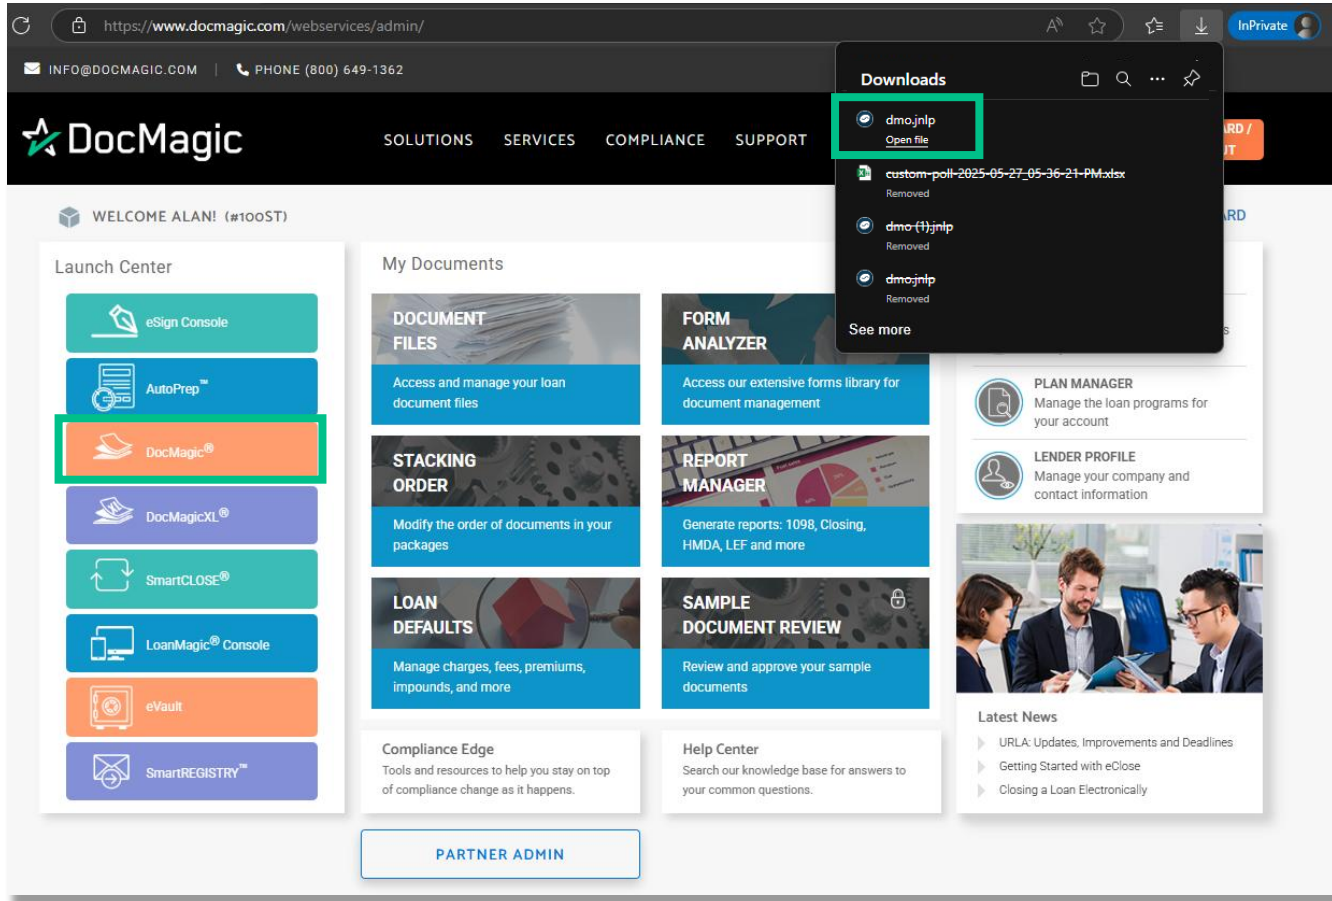 https://www.docmagic.com/webservices/admin/
InPrivate
INFO@DOCMAGIC.COM | PHONE (800) 649-1362
DocMagic
SOLUTIONS SERVICES COMPLIANCE SUPPORT
Downloads
dmo.jnlp
Open file
custom-poll-2025-05-27_05-36-21-PM.xlsx
Removed
dmo (1).jnlp
Removed
dmo.jnlp
Removed
See more
WELCOME ALAN! (#100ST)
Launch Center
eSign Console
AutoPrep™
DocMagic®
DocMagicXL®
SmartCLOSE®
LoanMagic® Console
eVault
SmartREGISTRY™
My Documents
DOCUMENT
FILES
Access and manage your loan
document files
FORM
ANALYZER
Access our extensive forms library for
document management
STACKING
ORDER
Modify the order of documents in your
packages
REPORT
MANAGER
Generate reports: 1098, Closing,
HMDA, LEF and more
LOAN
DEFAULTS
Manage charges, fees, premiums,
impounds, and more
SAMPLE
DOCUMENT REVIEW
Review and approve your sample
documents
Compliance Edge
Tools and resources to help you stay on top
of compliance change as it happens.
Help Center
Search our knowledge base for answers to
your common questions.
PARTNER ADMIN
PLAN MANAGER
Manage the loan programs for
your account
LENDER PROFILE
Manage your company and
contact information
Latest News
URLA: Updates, Improvements and Deadlines
Getting Started with eClose
Closing a Loan Electronically